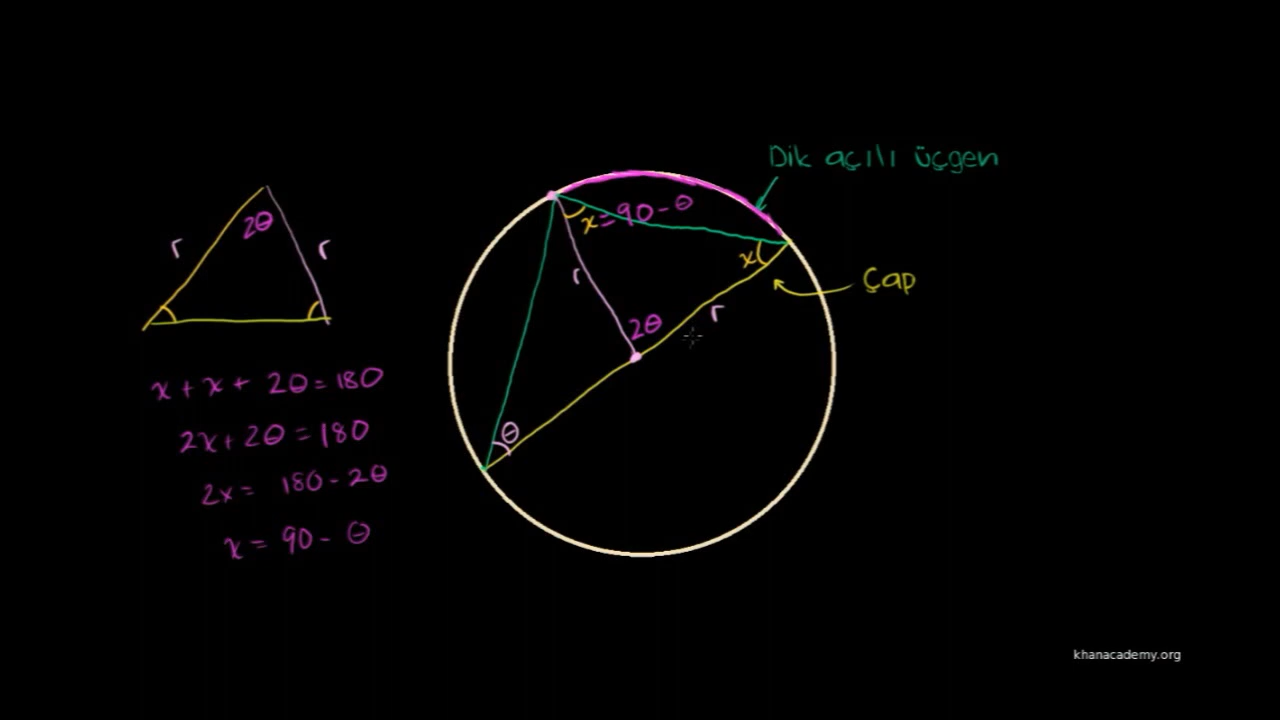 Dik açılı üçgen
2θ
r
r
x = 90 - θ
x
Çap
r
r
2θ
x + x + 2θ = 180
2x + 2θ = 180
θ
2x = 180 - 2θ
x = 90 - θ
khanacademy.org